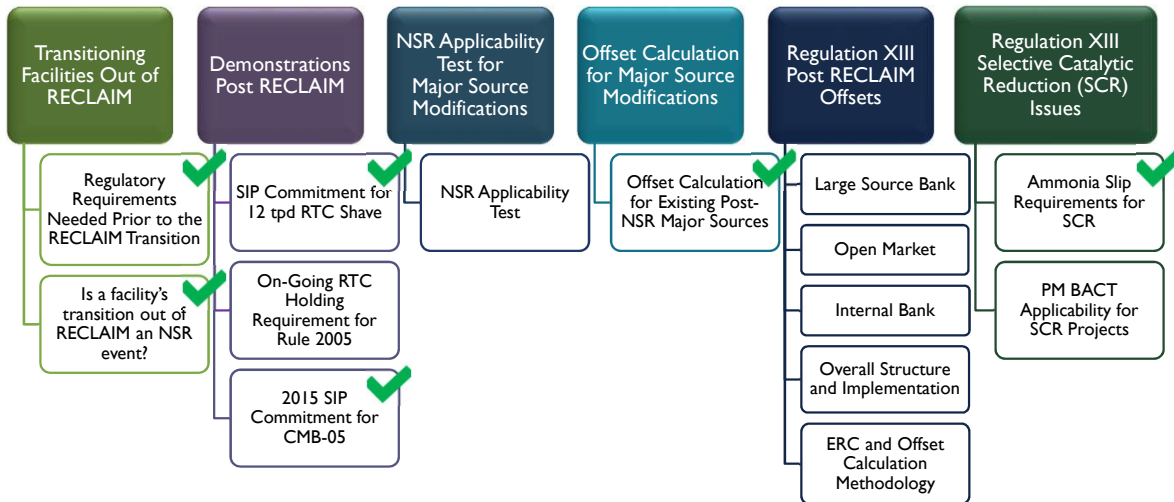 Transitioning
Facilities Out of
RECLAIM
Regulatory
Requirements
Needed Prior to the
RECLAIM Transition
Is a facility's
transition out of
RECLAIM an NSR
event?
Demonstrations
Post RECLAIM
SIP Commitment for
12 tpd RTC Shave
On-Going RTC
Holding
Requirement for
Rule 2005
2015 SIP
Commitment for
CMB-05
NSR Applicability
Test for
Major Source
Modifications
NSR Applicability
Test
Offset Calculation
for Major Source
Modifications
Offset Calculation
for Existing Post-
NSR Major Sources
Regulation XIII
Post RECLAIM
Offsets
Large Source Bank
Open Market
Internal Bank
Overall Structure
and Implementation
ERC and Offset
Calculation
Methodology
Regulation XIII
Selective Catalytic
Reduction (SCR)
Issues
Ammonia Slip
Requirements for
SCR
PM BACT
Applicability for
SCR Projects